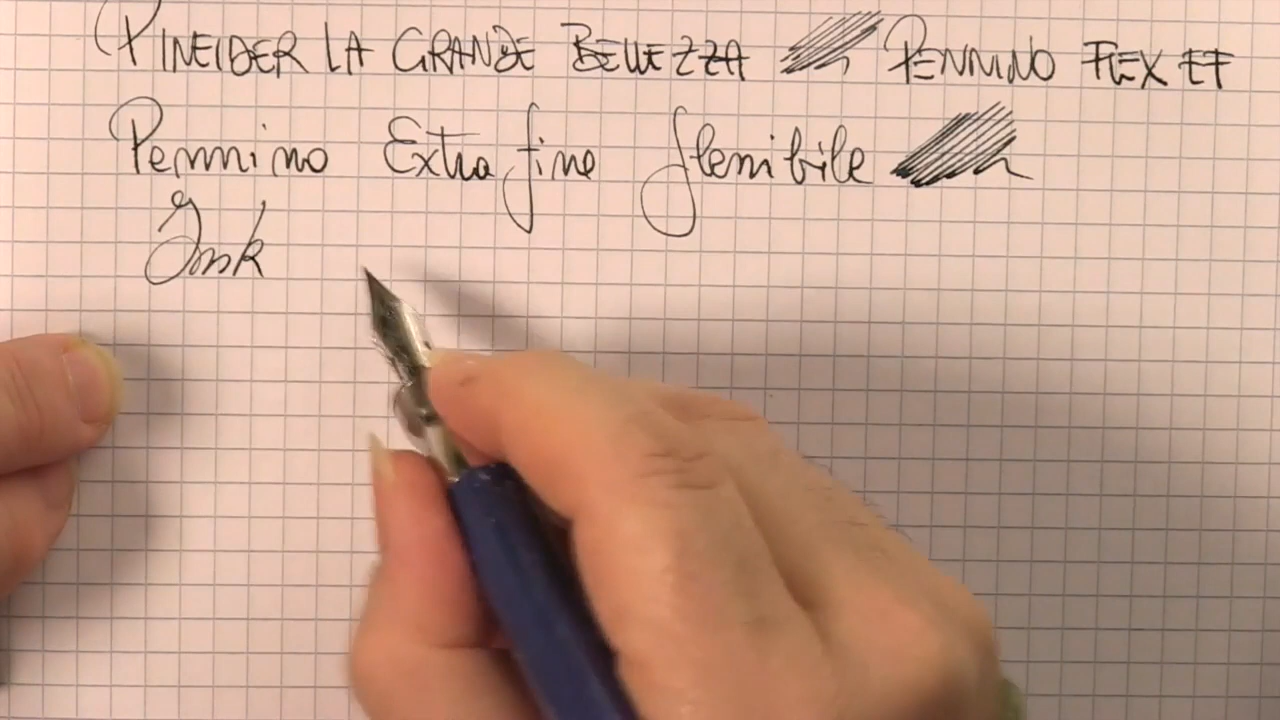 PINEIDER LA GRANDE BELLEZZA PENNINO FLEX EF
Pennino Extra fine flessibile
Ink